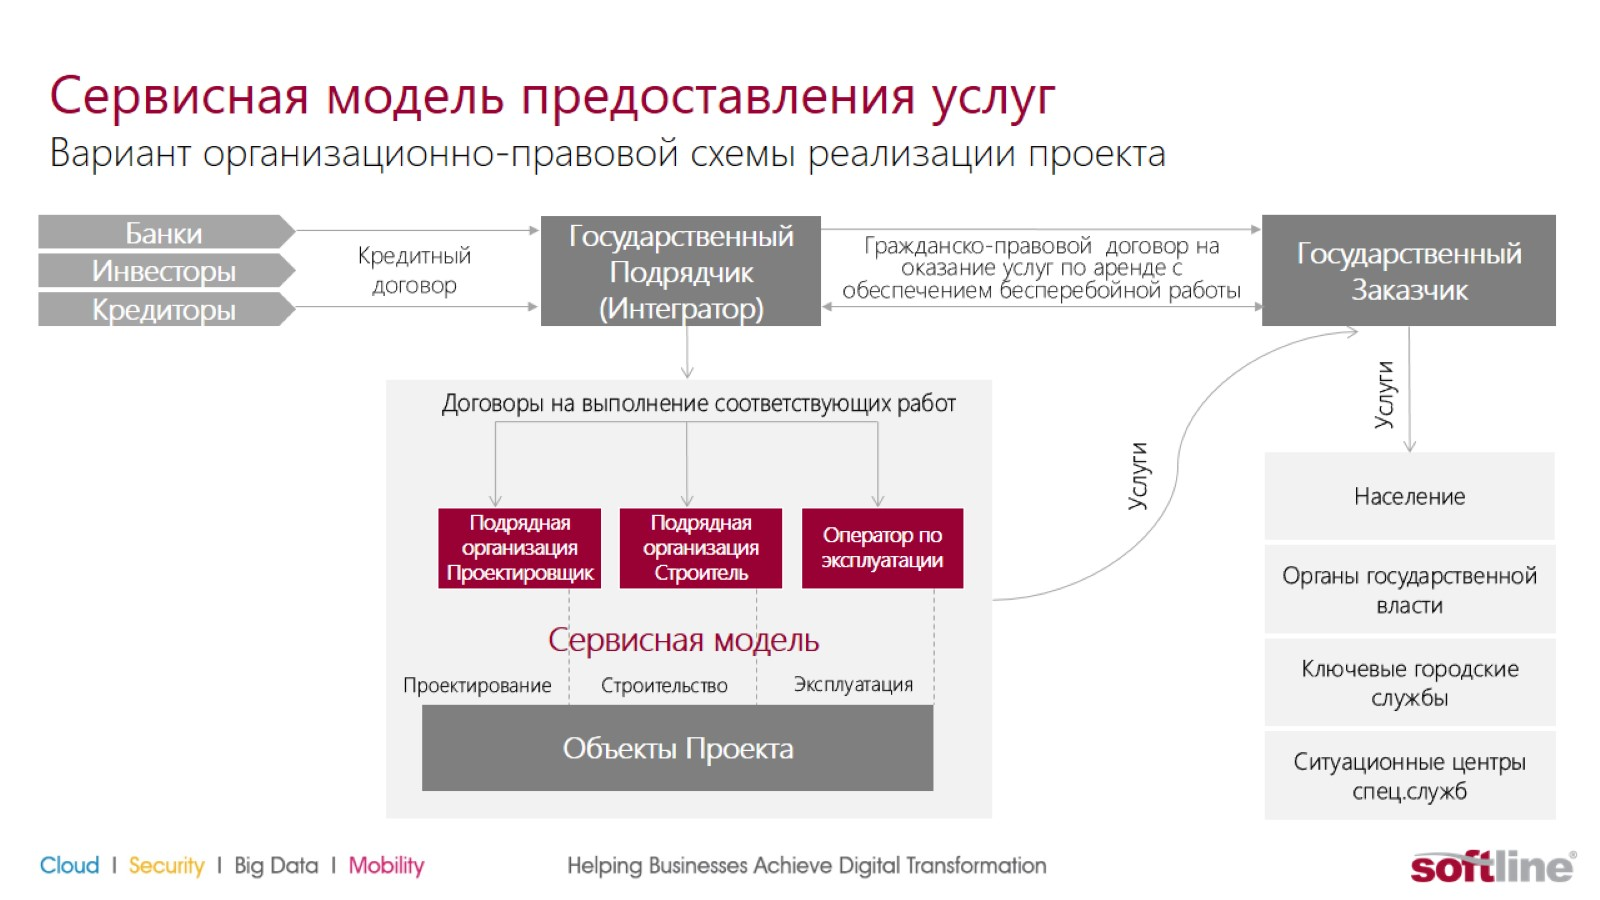 Сервисная модель предоставления услуг
Вариант организационно-правовой схемы реализации проекта
Банки
Инвесторы
Кредиторы
Кредитный
договор
Государственный
Подрядчик
(Интегратор)
Гражданско-правовой договор на
оказание услуг по аренде с
обеспечением бесперебойной работы
Государственный
Заказчик
Договоры на выполнение соответствующих работ
Подрядная
организация
Проектировщик
Подрядная
организация
Строитель
Оператор по
эксплуатации
Сервисная модель
Проектирование
Строительство
Эксплуатация
Объекты Проекта
Услуги
Услуги
Население
Органы государственной
власти
Ключевые городские
службы
Ситуационные центры
спец.служб
Cloud I Security I Big Data I Mobility
Helping Businesses Achieve Digital Transformation
softline®